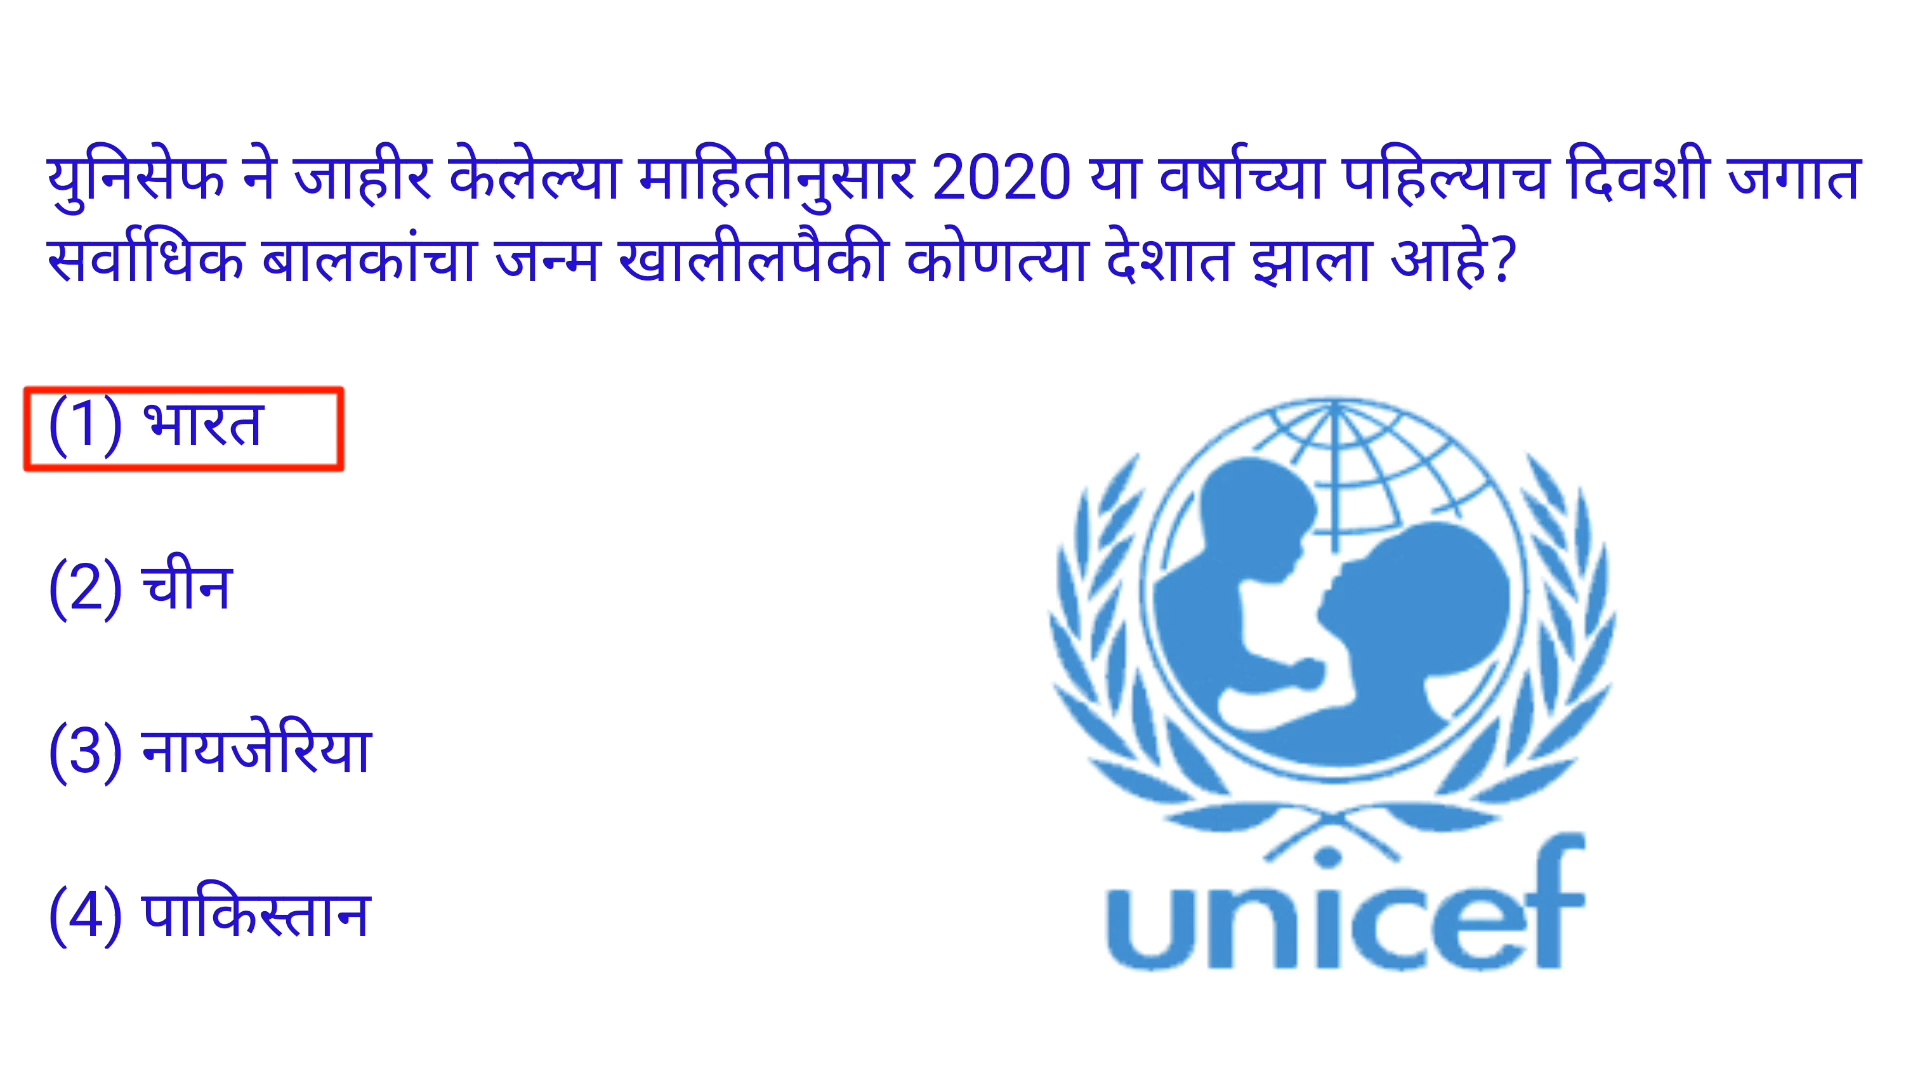 युनिसेफ ने जाहीर केलेल्या माहितीनुसार 2020 या वर्षाच्या पहिल्याच दिवशी जगात
सर्वाधिक बालकांचा जन्म खालीलपैकी कोणत्या देशात झाला आहे?
(1) भारत
(2) चीन
(3) नायजेरिया
(4) पाकिस्तान
unicef